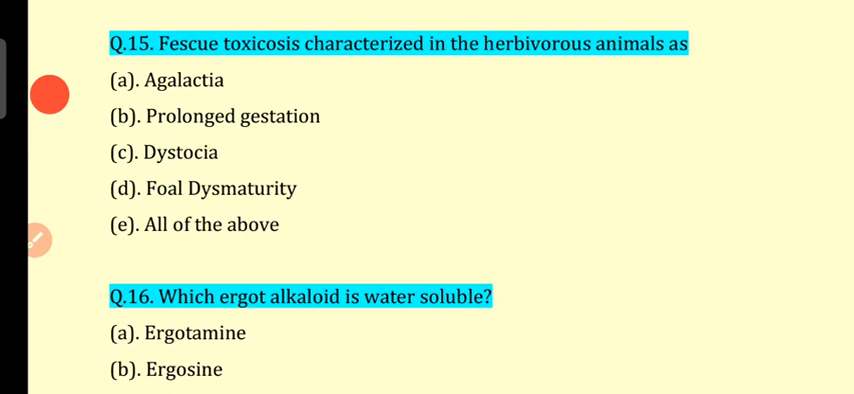 Q.15. Fescue toxicosis characterized in the herbivorous animals as
(a). Agalactia
(b). Prolonged gestation
(c). Dystocia
(d). Foal Dysmaturity
(e). All of the above
Q.16. Which ergot alkaloid is water soluble?
(a). Ergotamine
(b). Ergosine